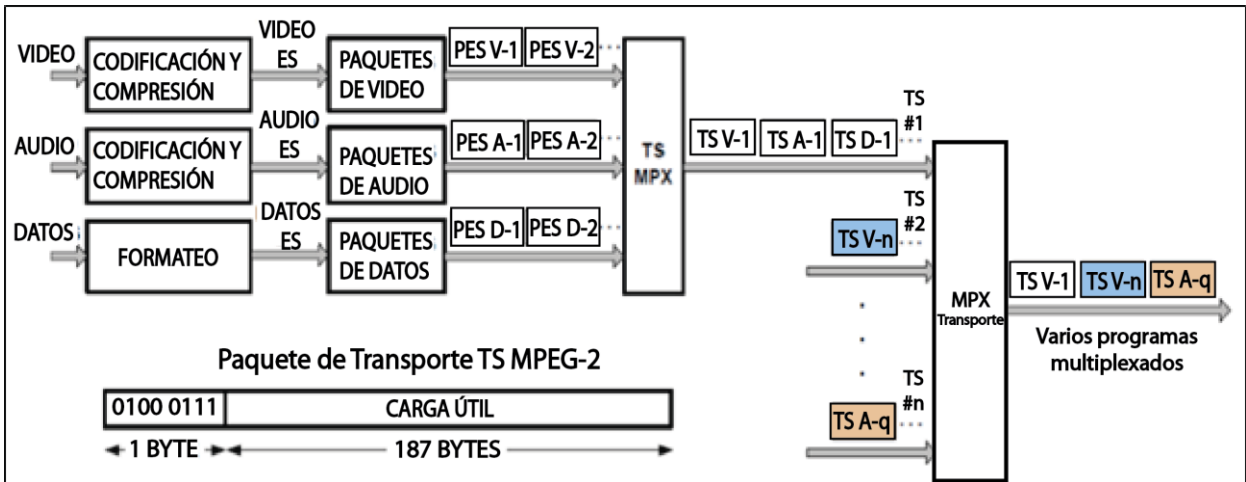 VIDEO
CODIFICACIÓN Y
COMPRESIÓN
VIDEO
ES
PAQUETES
DE VIDEO
PES V-1
PES V-2
AUDIO
CODIFICACIÓN Y
COMPRESIÓN
AUDIO
ES
PAQUETES
DE AUDIO
PES A-1
PES A-2
DATOS
FORMATEO
DATOS
ES
PAQUETES
DE DATOS
PES D-1
PES D-2
TS
MPX
TS V-1
TS A-1
TS D-1
TS
#1
TS V-n
TS
#2
TS A-q
TS
#n
MPX
Transporte
TS V-1
TS V-n
TS A-q
Varios programas
multiplexados
Paquete de Transporte TS MPEG-2
0100 0111
CARGA ÚTIL
1 BYTE
187 BYTES